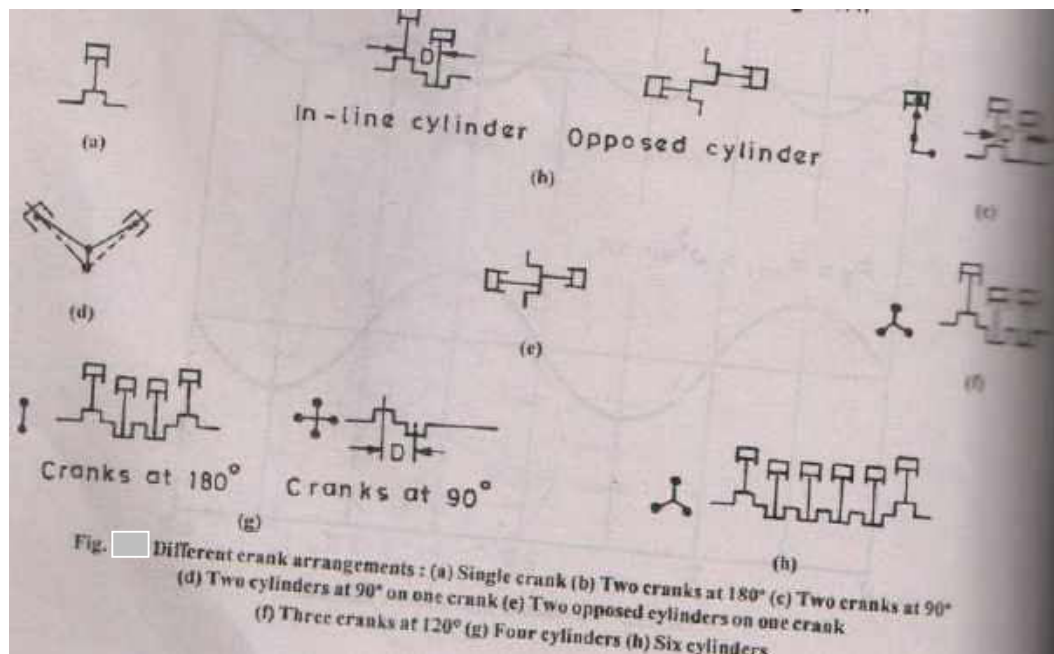 (a)
D
In-line cylinder
Opposed cylinder
(b)
(c)
(d)
(e)
(f)
Cranks at 180°
D
Cranks at 90°
(g)
(h)
Fig. Different crank arrangements : (a) Single crank (b) Two cranks at 180° (c) Two cranks at 90°
(d) Two cylinders at 90° on one crank (e) Two opposed cylinders on one crank
(f) Three cranks at 120° (g) Four cylinders (h) Six cylinders